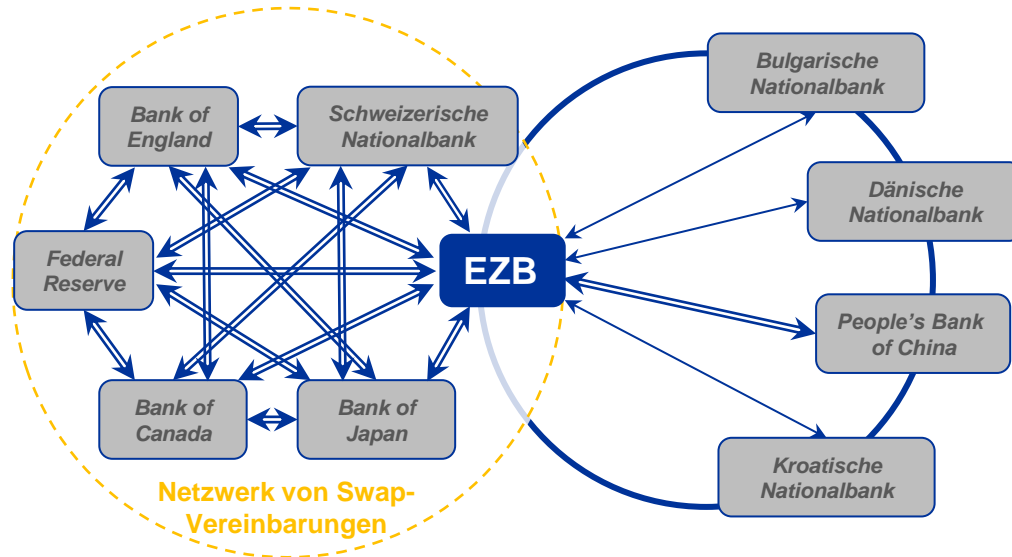 Bank of
England
Schweizerische
Nationalbank
Federal
Reserve
EZB
Bank of
Canada
Bank of
Japan
Netzwerk von Swap-
Vereinbarungen
Bulgarische
Nationalbank
Dänische
Nationalbank
People's Bank
of China
Kroatische
Nationalbank